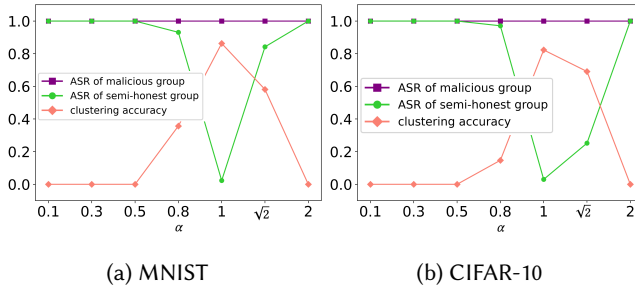 1.0
0.8
0.6
0.4
0.2
0.0
ASR of malicious group
ASR of semi-honest group
clustering accuracy
0.1 0.3 0.5 0.8 1 √2 2
α
(a) MNIST
1.0
0.8
0.6
0.4
0.2
0.0
ASR of malicious group
ASR of semi-honest group
clustering accuracy
0.1 0.3 0.5 0.8 1 √2 2
α
(b) CIFAR-10